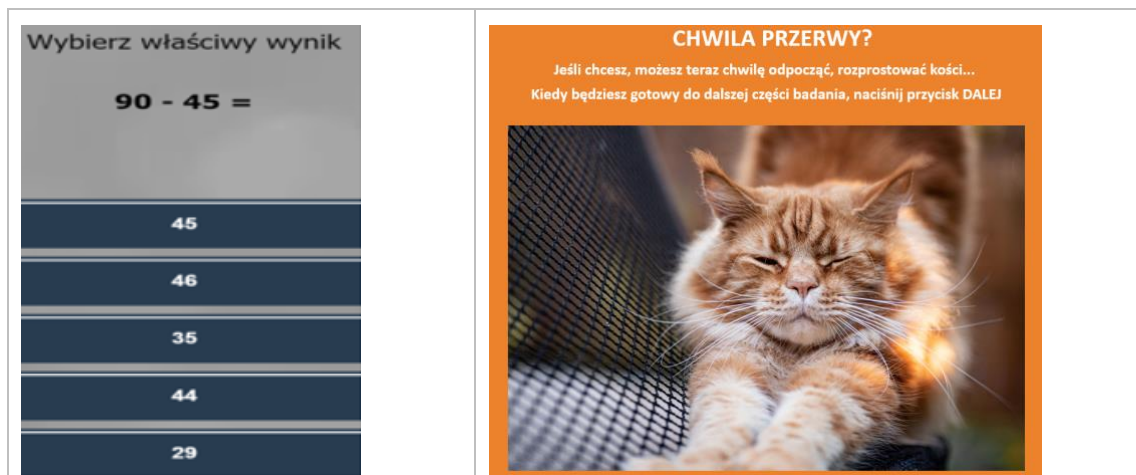 Wybierz właściwy wynik
90 - 45 =
45
46
35
44
29
CHWILA PRZERWY?
Jeśli chcesz, możesz teraz chwilę odpocząć, rozprostować kości...
Kiedy będziesz gotowy do dalszej części badania, naciśnij przycisk DALEJ